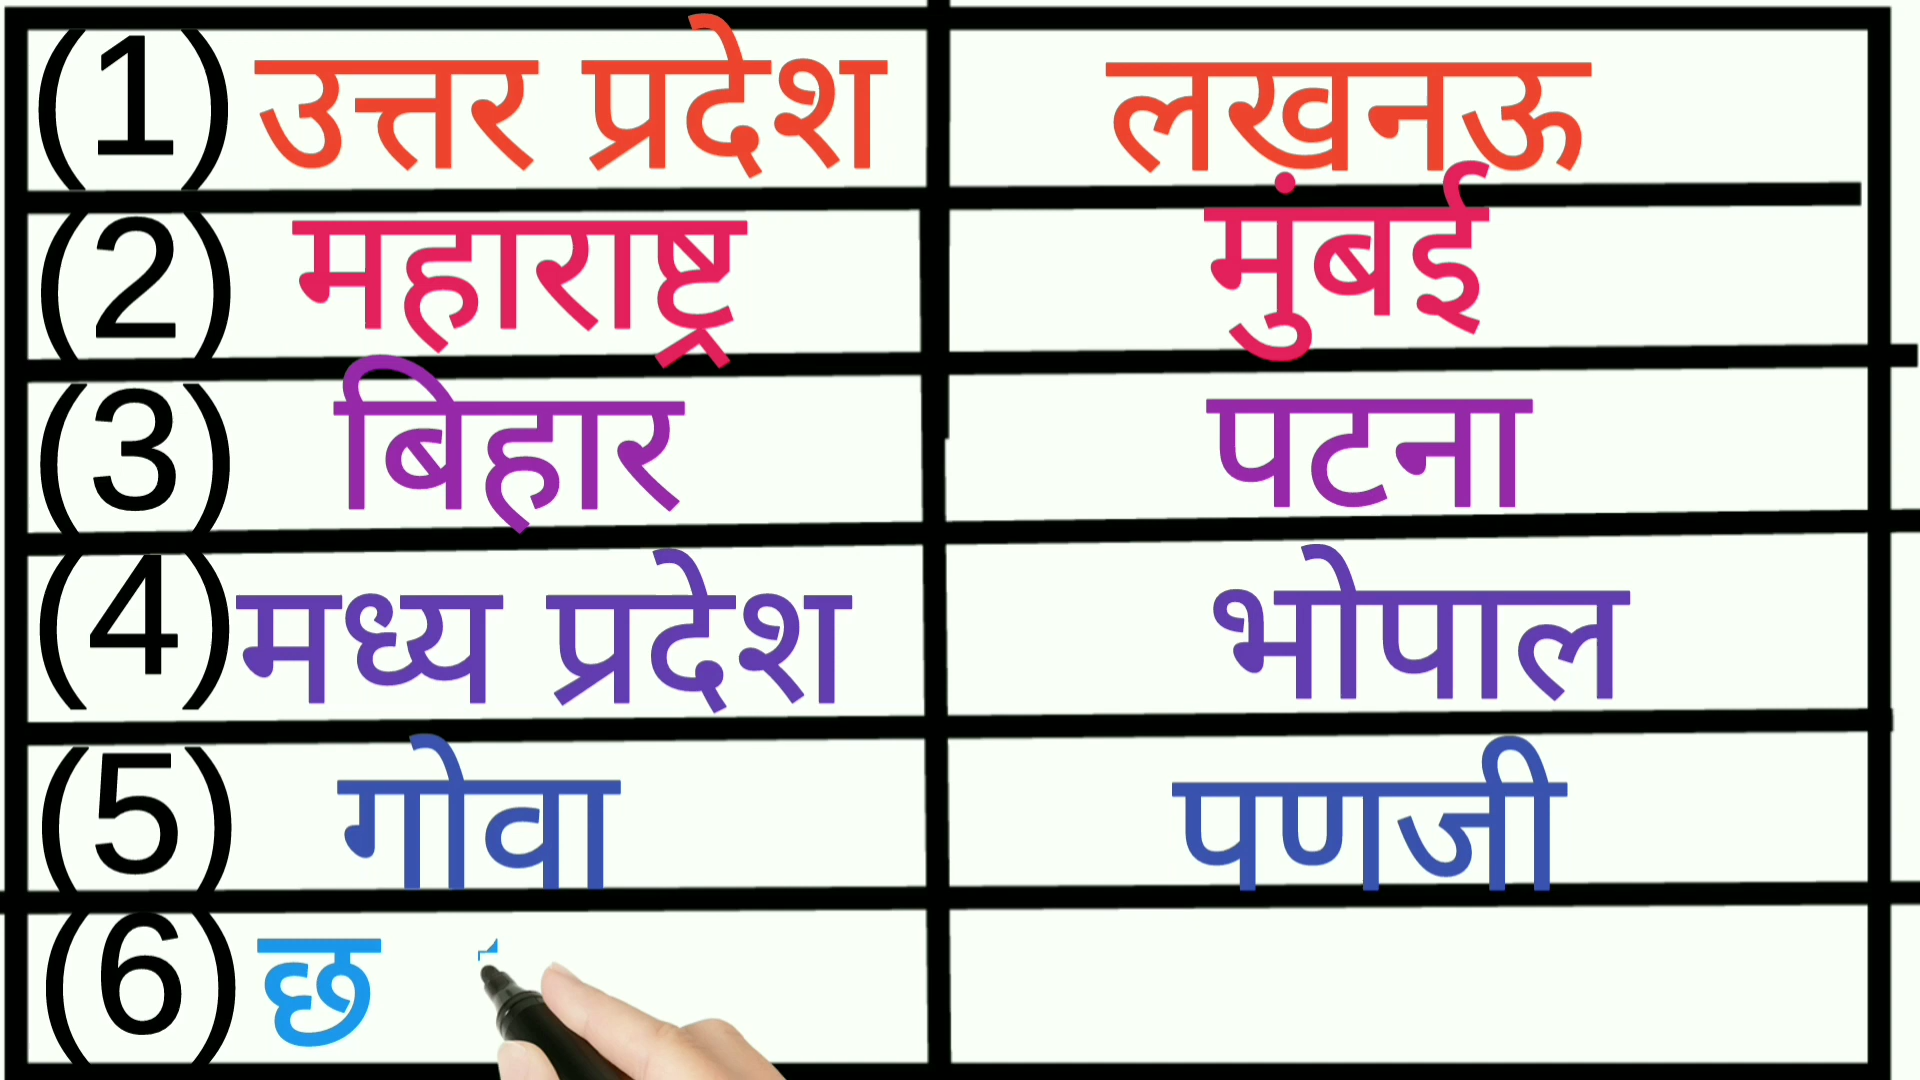 (1) उत्तर प्रदेश लखनऊ
(2) महाराष्ट्र मुंबई
(3) बिहार पटना
(4) मध्य प्रदेश भोपाल
(5) गोवा पणजी
(6) छ